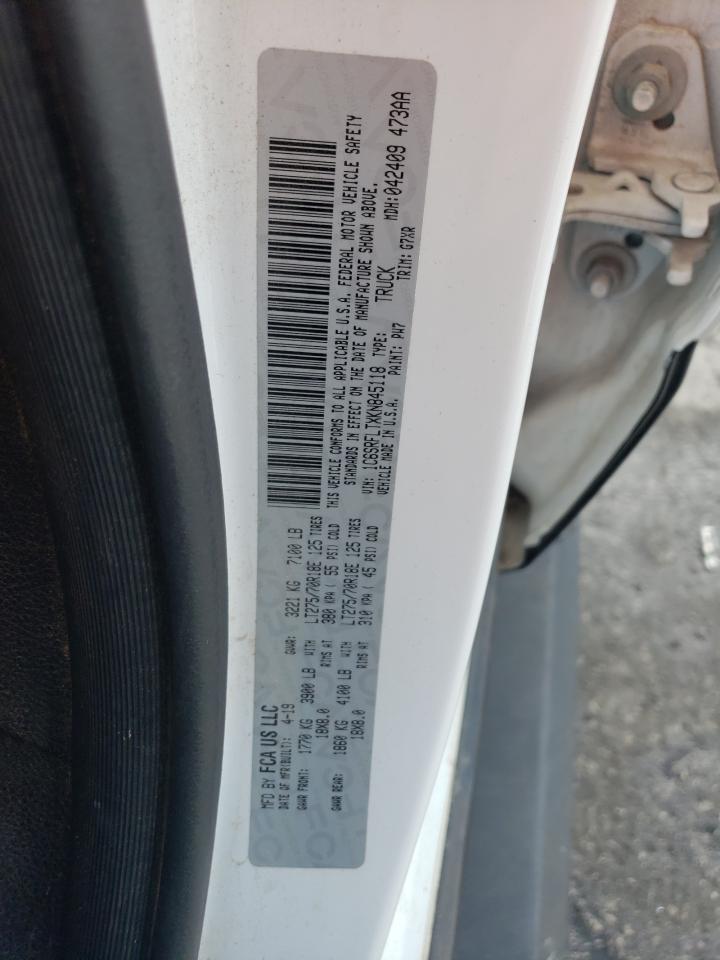 MFD BY FCA US LLC
DATE OF MFR(BUILT): 4-19 GVWR: 3221 KG 7100 LB
GAWR FRONT: 1770 KG 3900 LB WITH LT275/70R18E 125 TIRES
18X8.0 RIMS AT 380 KPA ( 55 PSI) COLD
GAWR REAR: 1860 KG 4100 LB WITH LT275/70R18E 125 TIRES
18X8.0 RIMS AT 310 KPA ( 45 PSI) COLD
THIS VEHICLE CONFORMS TO ALL APPLICABLE U.S.A. FEDERAL MOTOR VEHICLE SAFETY
STANDARDS IN EFFECT ON THE DATE OF MANUFACTURE SHOWN ABOVE.
VIN: 1C6SRFLTXKN845118 TYPE: TRUCK MDH:042409 473AA
VEHICLE MADE IN U.S.A. PAINT: PW7 TRIM: G7XR